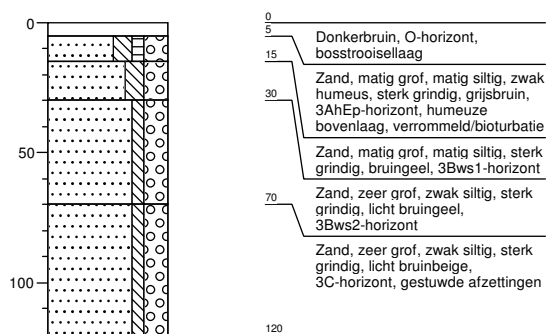 0
50
100
0
5
15
30
70
120
Donkerbruin, O-horizont,
bosstrooisellaag
Zand, matig grof, matig siltig, zwak
humeus, sterk grindig, grijsbruin,
3AhEp-horizont, humeuze
bovenlaag, verrommeld/bioturbatie
Zand, matig grof, matig siltig, sterk
grindig, bruingeel, 3Bws1-horizont
Zand, zeer grof, zwak siltig, sterk
grindig, licht bruingeel,
3Bws2-horizont
Zand, zeer grof, zwak siltig, sterk
grindig, licht bruinbeige,
3C-horizont, gestuwde afzettingen